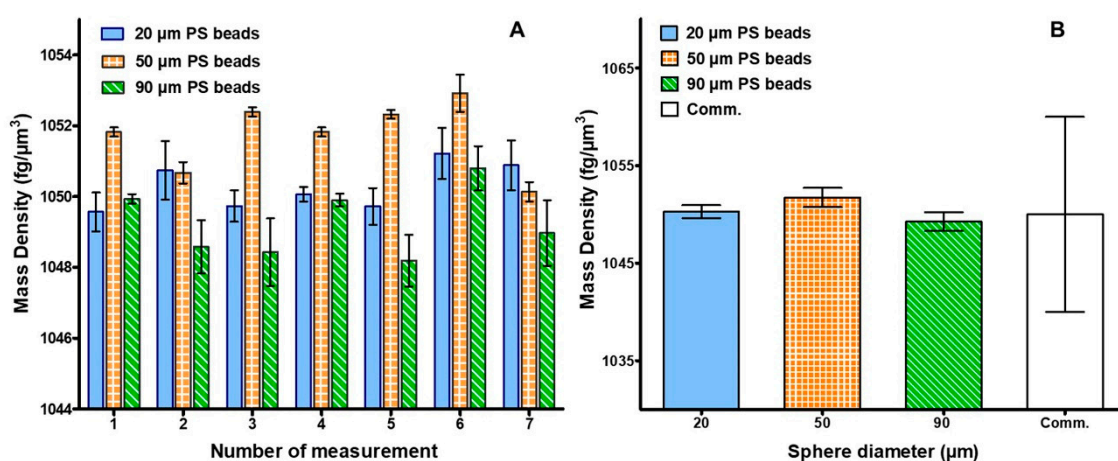 A
20 µm PS beads
50 µm PS beads
90 µm PS beads
Mass Density (fg/µm³)
1054
1052
1050
1048
1046
1044
1 2 3 4 5 6 7
Number of measurement
B
20 µm PS beads
50 µm PS beads
90 µm PS beads
Comm.
Mass Density (fg/µm³)
1065
1055
1045
1035
20 50 90 Comm.
Sphere diameter (µm)